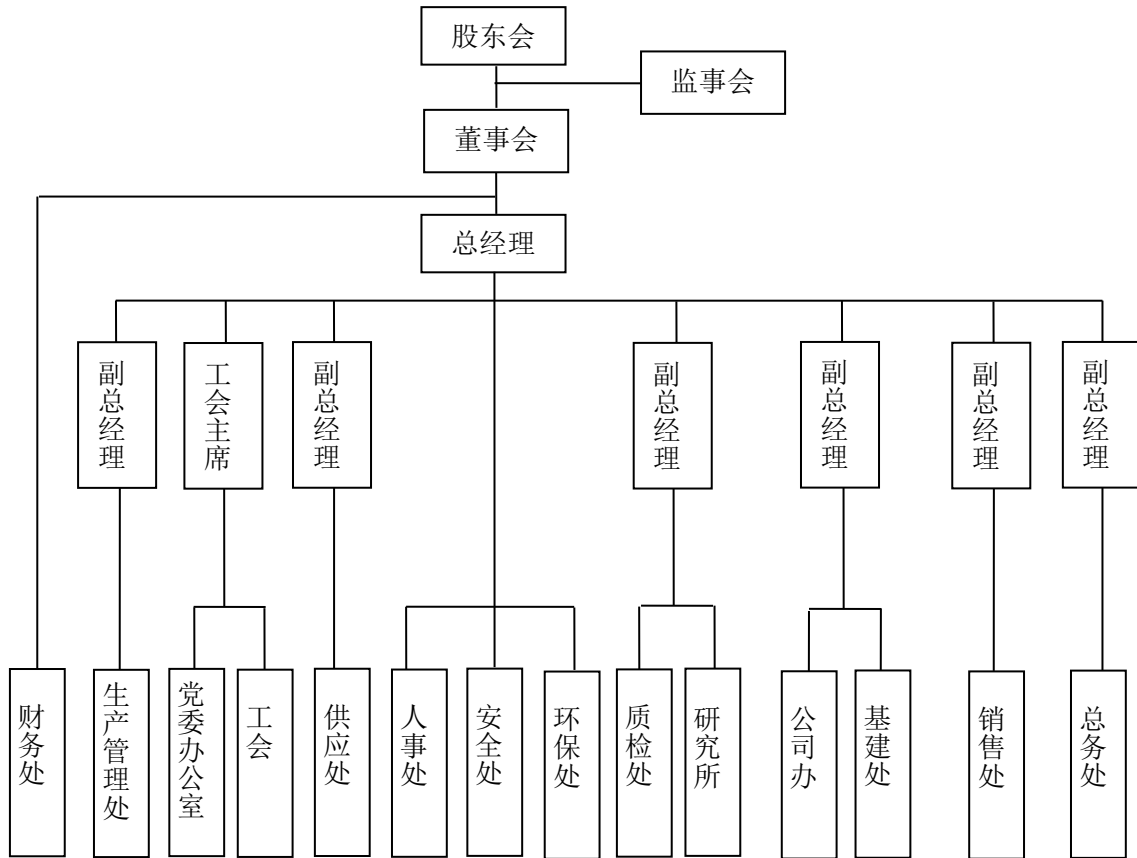 股东会
监事会
董事会
总经理
副总经理
工会主席
副总经理
副总经理
副总经理
副总经理
副总经理
财务处
生产管理处
党委办公室
工会
供应处
人事处
安全处
环保处
质检处
研究所
公司办
基建处
销售处
总务处